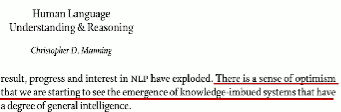 Human Language
Understanding & Reasoning
Christopher D. Manning
result, progress and interest in NLP have exploded. There is a sense of optimism
that we are starting to see the emergence of knowledge-imbued systems that have
a degree of general intelligence.